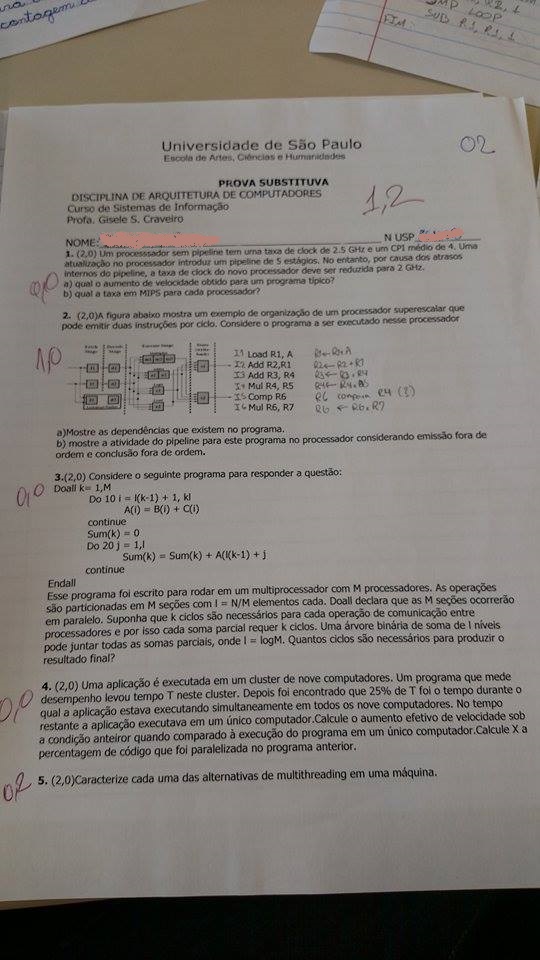 contagem
R2, 1
JMP LOOP
FIM: SUB R1, R1, 1
Universidade de São Paulo
Escola de Artes, Ciências e Humanidades
02
PROVA SUBSTITUVA
1,2
DISCIPLINA DE ARQUITETURA DE COMPUTADORES
Curso de Sistemas de Informação
Profa. Gisele S. Craveiro
NOME: N USP
0,0
1. (2,0) Um processsador sem pipeline tem uma taxa de clock de 2.5 GHz e um CPI médio de 4. Uma
atualização no processador introduz um pipeline de 5 estágios. No entanto, por causa dos atrasos
internos do pipeline, a taxa de clock do novo processador deve ser reduzida para 2 GHz.
a) qual o aumento de velocidade obtido para um programa típico?
b) qual a taxa em MIPS para cada processador?
2. (2,0)A figura abaixo mostra um exemplo de organização de um processador superescalar que
pode emitir duas instruções por ciclo. Considere o programa a ser executado nesse processador
1,0
I1 Load R1, A R1 ← A
I2 Add R2,R1 R2 ← R2 + R1
I3 Add R3, R4 R3 ← R3 + R4
I4 Mul R4, R5 R4 ← R4 . R5
I5 Comp R6 R6 compara R4 (?)
I6 Mul R6, R7 R6 ← R6 . R7
a)Mostre as dependências que existem no programa.
b) mostre a atividade do pipeline para este programa no processador considerando emissão fora de
ordem e conclusão fora de ordem.
0,0
3.(2,0) Considere o seguinte programa para responder a questão:
Doall k= 1,M
Do 10 i = l(k-1) + 1, kl
A(i) = B(i) + C(i)
continue
Sum(k) = 0
Do 20 j = 1,l
Sum(k) = Sum(k) + A(l(k-1) + j
continue
Endall
Esse programa foi escrito para rodar em um multiprocessador com M processadores. As operações
são particionadas em M seções com l = N/M elementos cada. Doall declara que as M seções ocorrerão
em paralelo. Suponha que k ciclos são necessários para cada operação de comunicação entre
processadores e por isso cada soma parcial requer k ciclos. Uma árvore binária de soma de l níveis
pode juntar todas as somas parciais, onde l = logM. Quantos ciclos são necessários para produzir o
resultado final?
0,0
4. (2,0) Uma aplicação é executada em um cluster de nove computadores. Um programa que mede
desempenho levou tempo T neste cluster. Depois foi encontrado que 25% de T foi o tempo durante o
qual a aplicação estava executando simultaneamente em todos os nove computadores. No tempo
restante a aplicação executava em um único computador.Calcule o aumento efetivo de velocidade sob
a condição anteiror quando comparado à execução do programa em um único computador.Calcule X a
percentagem de código que foi paralelizada no programa anterior.
0,2
5. (2,0)Caracterize cada uma das alternativas de multithreading em uma máquina.